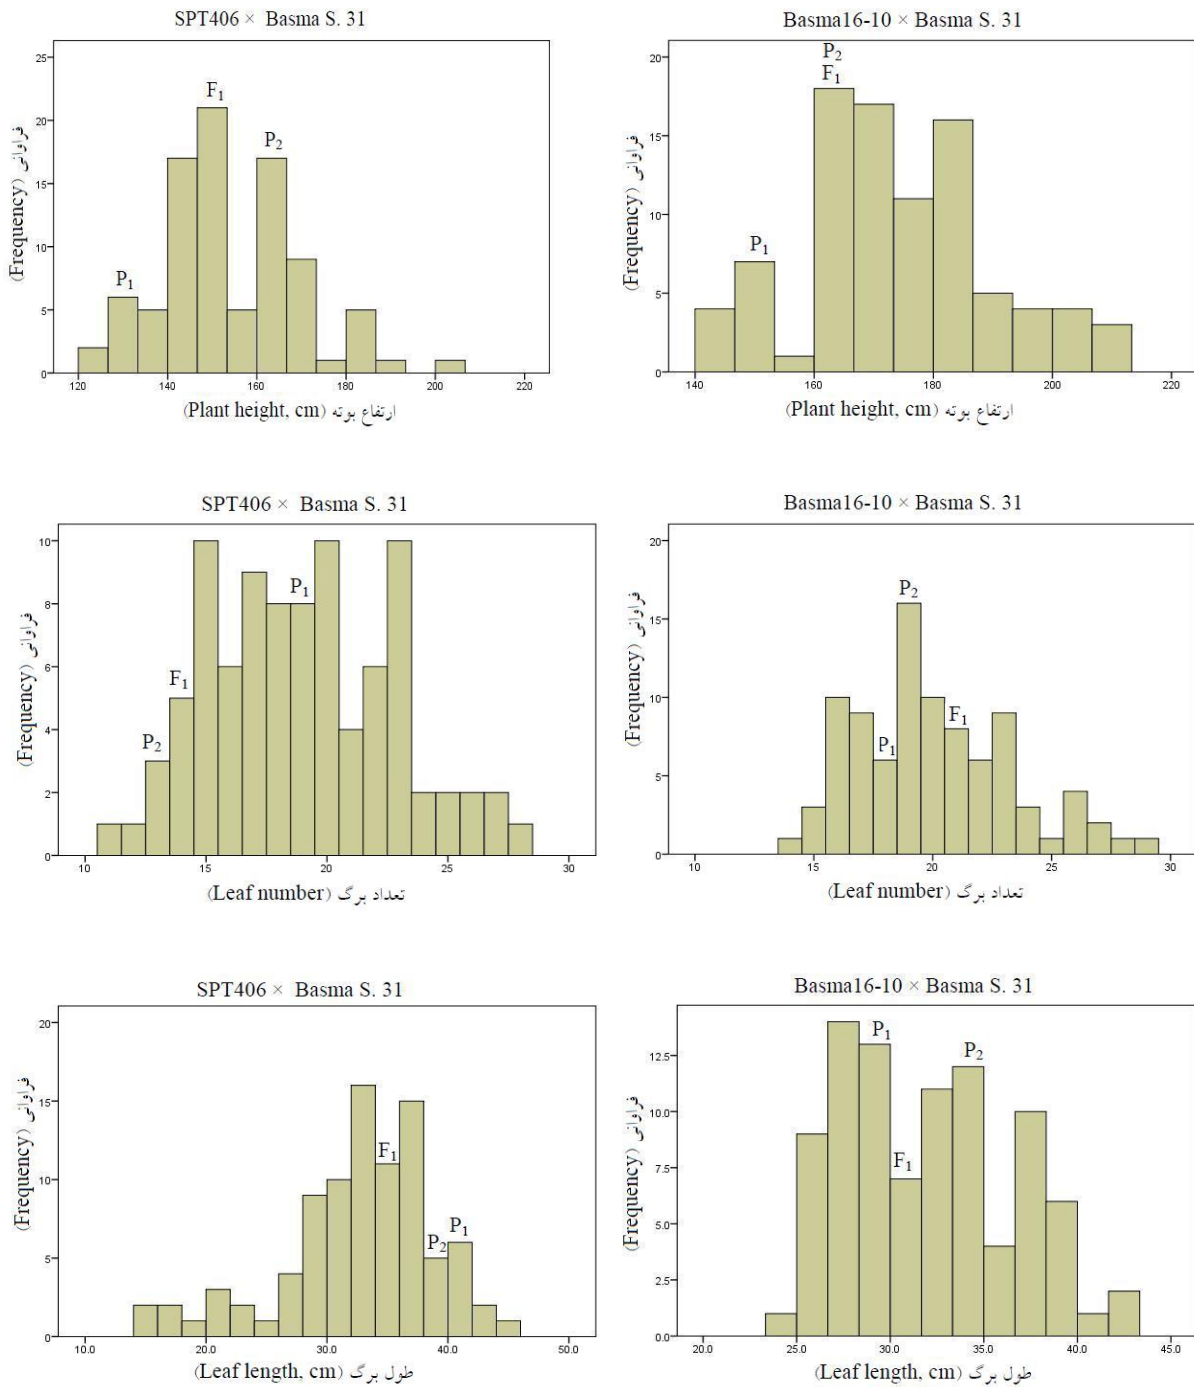 SPT406 × Basma S. 31
25
20
15
10
5
0
فراوانی (Frequency)
P1
F1
P2
120 140 160 180 200 220
ارتفاع بوته (Plant height, cm)
Basma16-10 × Basma S. 31
20
15
10
5
0
فراوانی (Frequency)
P1
P2
F1
140 160 180 200 220
ارتفاع بوته (Plant height, cm)
SPT406 × Basma S. 31
10
8
6
4
2
0
فراوانی (Frequency)
P2
F1
P1
10 15 20 25 30
تعداد برگ (Leaf number)
Basma16-10 × Basma S. 31
20
15
10
5
0
فراوانی (Frequency)
P1
P2
F1
10 15 20 25 30
تعداد برگ (Leaf number)
SPT406 × Basma S. 31
20
15
10
5
0
فراوانی (Frequency)
F1
P2
P1
10.0 20.0 30.0 40.0 50.0
طول برگ (Leaf length, cm)
Basma16-10 × Basma S. 31
12.5
10.0
7.5
5.0
2.5
0.0
فراوانی (Frequency)
P1
F1
P2
20.0 25.0 30.0 35.0 40.0 45.0
طول برگ (Leaf length, cm)